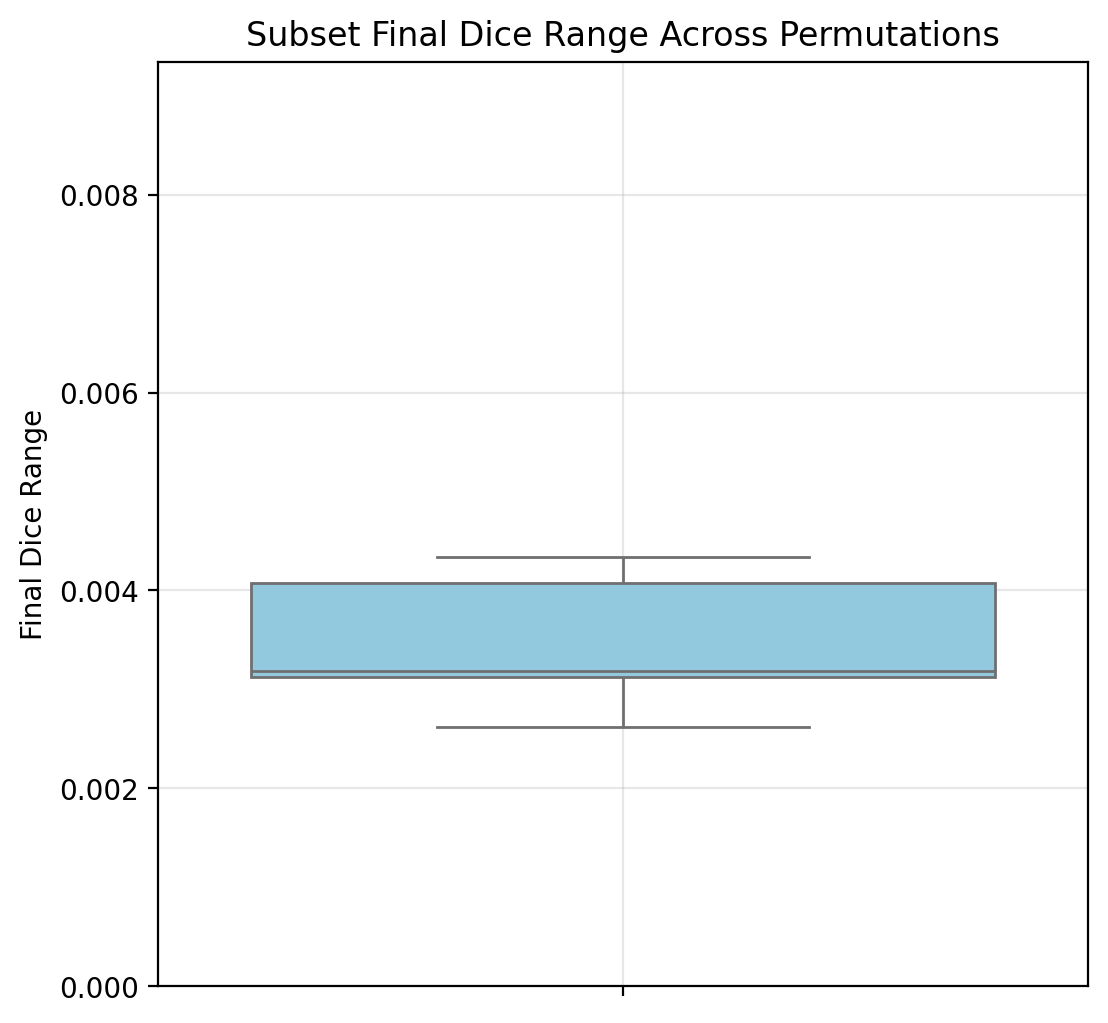 Subset Final Dice Range Across Permutations
Final Dice Range
0.008
0.006
0.004
0.002
0.000